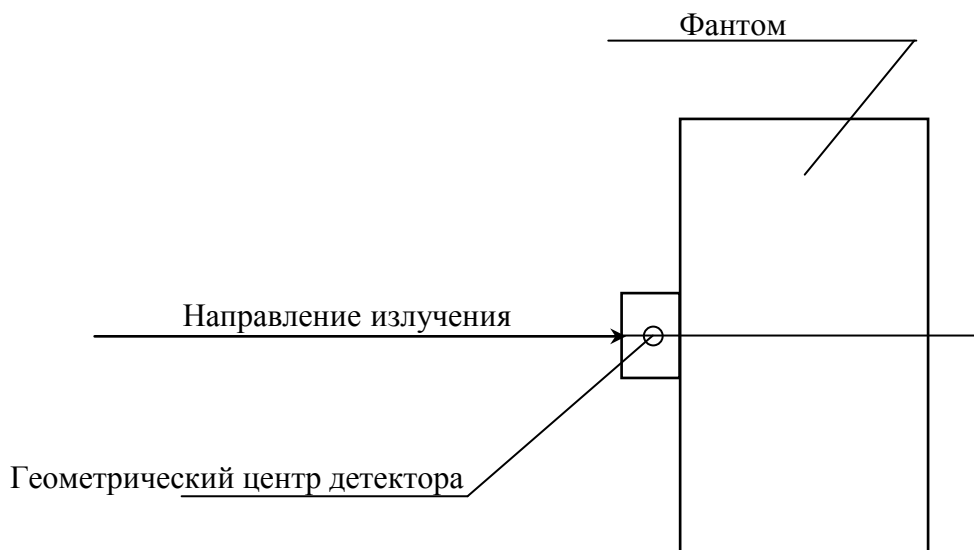 Фантом
Направление излучения
Геометрический центр детектора